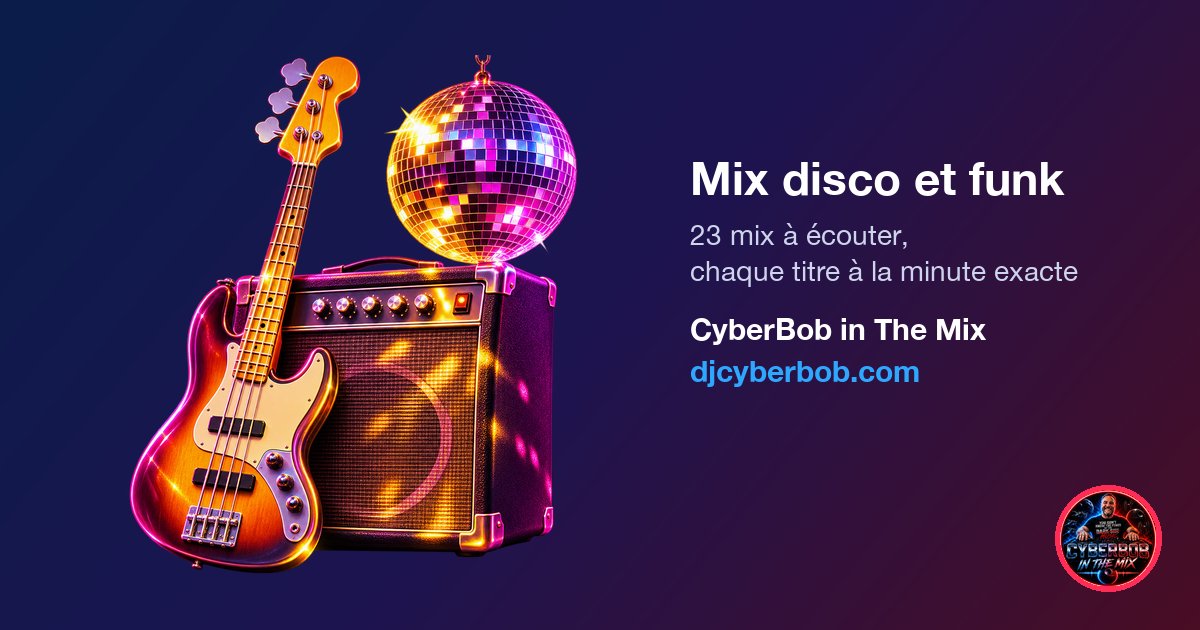 Mix disco et funk
23 mix à écouter,
chaque titre à la minute exacte
CyberBob in The Mix
djcyberbob.com
CYBERBOB
IN THE MIX